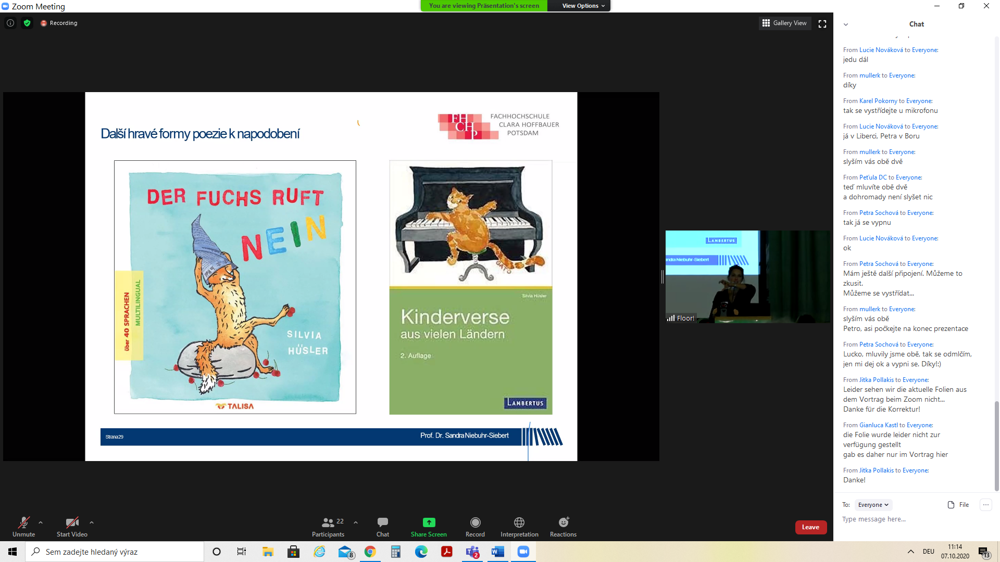 Zoom Meeting
You are viewing Präsentation's screen
View Options
Recording
Gallery View
Další hravé formy poezie k napodobení
FH
CH
P
FACHHOCHSCHULE
CLARA HOFFBAUER
POTSDAM
DER FUCHS RUFT
NEIN
über 40 SPRACHEN
MULTILINGUAL
SILVIA
HÜSLER
TALISA
GATO
Silvia Hüsler
Kinderverse
aus vielen Ländern
2. Auflage
LAMBERTUS
Strana29
Prof. Dr. Sandra Niebuhr-Siebert
LAMBERTUS
andra Niebuhr-Siebert
Floor!
Chat
From Lucie Nováková to Everyone:
jedu dál
From mullerk to Everyone:
díky
From Karel Pokorny to Everyone:
tak se vystřídejte u mikrofonu
From Lucie Nováková to Everyone:
já v Liberci, Petra v Boru
From mullerk to Everyone:
slyším vás obě dvě
From Peťula DC to Everyone:
teď mluvíte obě dvě
a dohromady není slyšet nic
From Petra Sochová to Everyone:
tak já se vypnu
From Lucie Nováková to Everyone:
ok
From Petra Sochová to Everyone:
Mám ještě další připojení. Můžeme to
zkusit.
Můžeme se vystřídat...
From mullerk to Everyone:
slyším vás obě
Petro, asi počkejte na konec prezentace
From Petra Sochová to Everyone:
Lucko, mluvily jsme obě, tak se odmlčím,
jen mi dej ok a vypni se. Díky!:)
From Jitka Pollakis to Everyone:
Leider sehen wir die aktuelle Folien aus
dem Vortrag beim Zoom nicht...
Danke für die Korrektur!
From Gianluca Kastl to Everyone:
die Folie wurde leider nicht zur
verfügung gestellt
gab es daher nur im Vortrag hier
From Jitka Pollakis to Everyone:
Danke!
To: Everyone
File
Type message here...
Unmute
Start Video
22
Participants
Chat
Share Screen
Record
Interpretation
Reactions
Leave
Sem zadejte hledaný výraz
8
2
DEU
11:14
07.10.2020
13